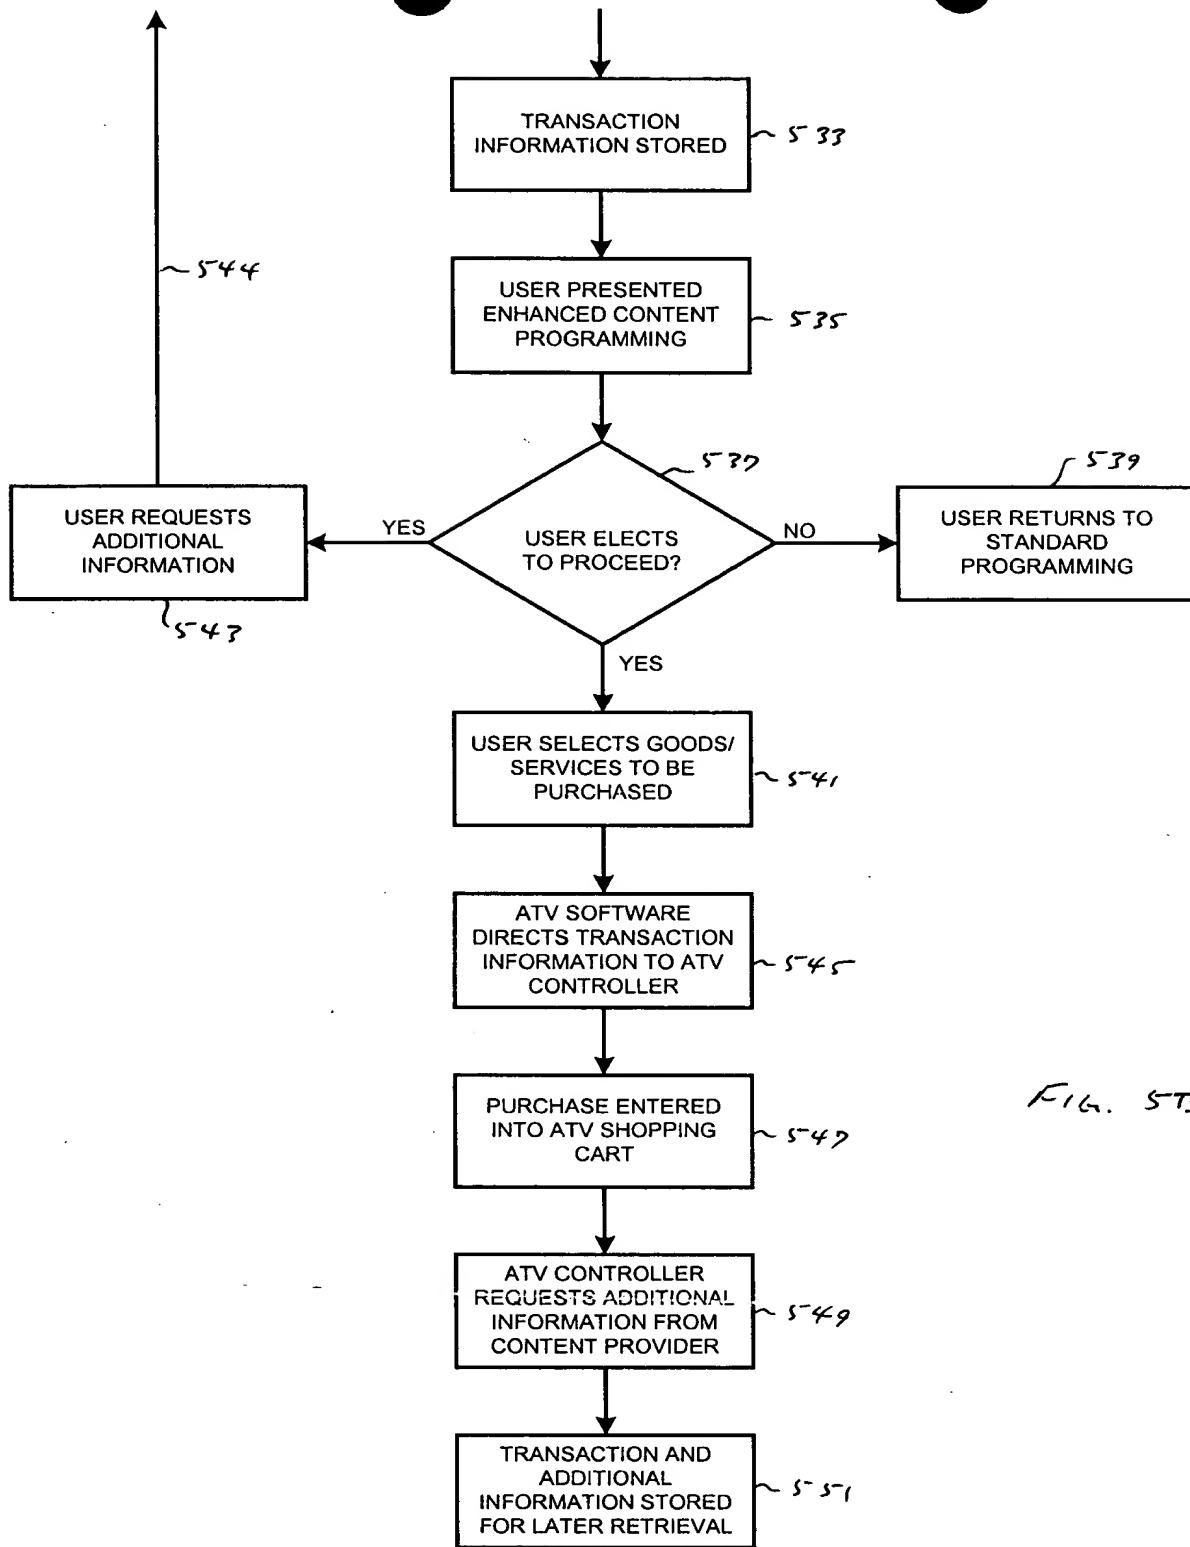 TRANSACTION
INFORMATION STORED
533
544
USER PRESENTED
ENHANCED CONTENT
PROGRAMMING
535
537
539
USER REQUESTS
ADDITIONAL
INFORMATION
YES
USER ELECTS
TO PROCEED?
NO
USER RETURNS TO
STANDARD
PROGRAMMING
543
YES
USER SELECTS GOODS/
SERVICES TO BE
PURCHASED
541
ATV SOFTWARE
DIRECTS TRANSACTION
INFORMATION TO ATV
CONTROLLER
545
PURCHASE ENTERED
INTO ATV SHOPPING
CART
547
FIG. 5I.
ATV CONTROLLER
REQUESTS ADDITIONAL
INFORMATION FROM
CONTENT PROVIDER
549
TRANSACTION AND
ADDITIONAL
INFORMATION STORED
FOR LATER RETRIEVAL
551